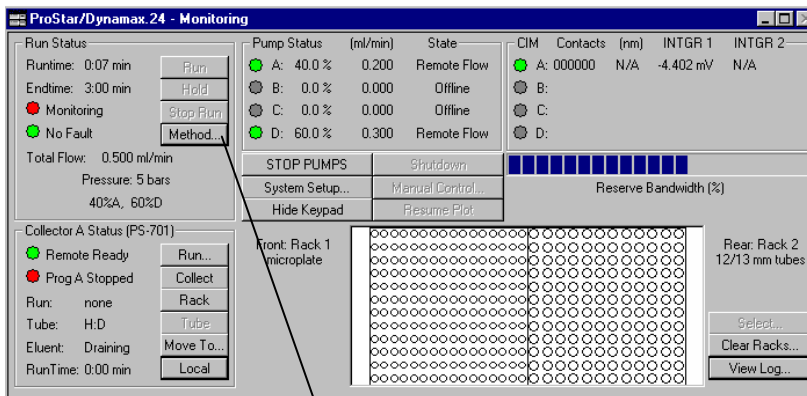 ProStar/Dynamax.24 - Monitoring
Run Status
Runtime: 0:07 min
Run
Endtime: 3:00 min
Hold
Monitoring
Stop Run
No Fault
Method...
Total Flow: 0.500 ml/min
Pressure: 5 bars
40%A, 60%D
Pump Status (ml/min) State
A: 40.0 % 0.200 Remote Flow
B: 0.0 % 0.000 Offline
C: 0.0 % 0.000 Offline
D: 60.0 % 0.300 Remote Flow
CIM Contacts (nm) INTGR 1 INTGR 2
A: 000000 N/A -4.402 mV N/A
B:
C:
D:
STOP PUMPS
Shutdown
System Setup...
Manual Control...
Hide Keypad
Resume Plot
Reserve Bandwidth (%)
Collector A Status (PS-701)
Remote Ready
Run...
Prog A Stopped
Collect
Run: none
Rack
Tube: H:D
Tube
Eluent: Draining
Move To...
RunTime: 0:00 min
Local
Front: Rack 1
microplate
Rear: Rack 2
12/13 mm tubes
Select...
Clear Racks...
View Log...